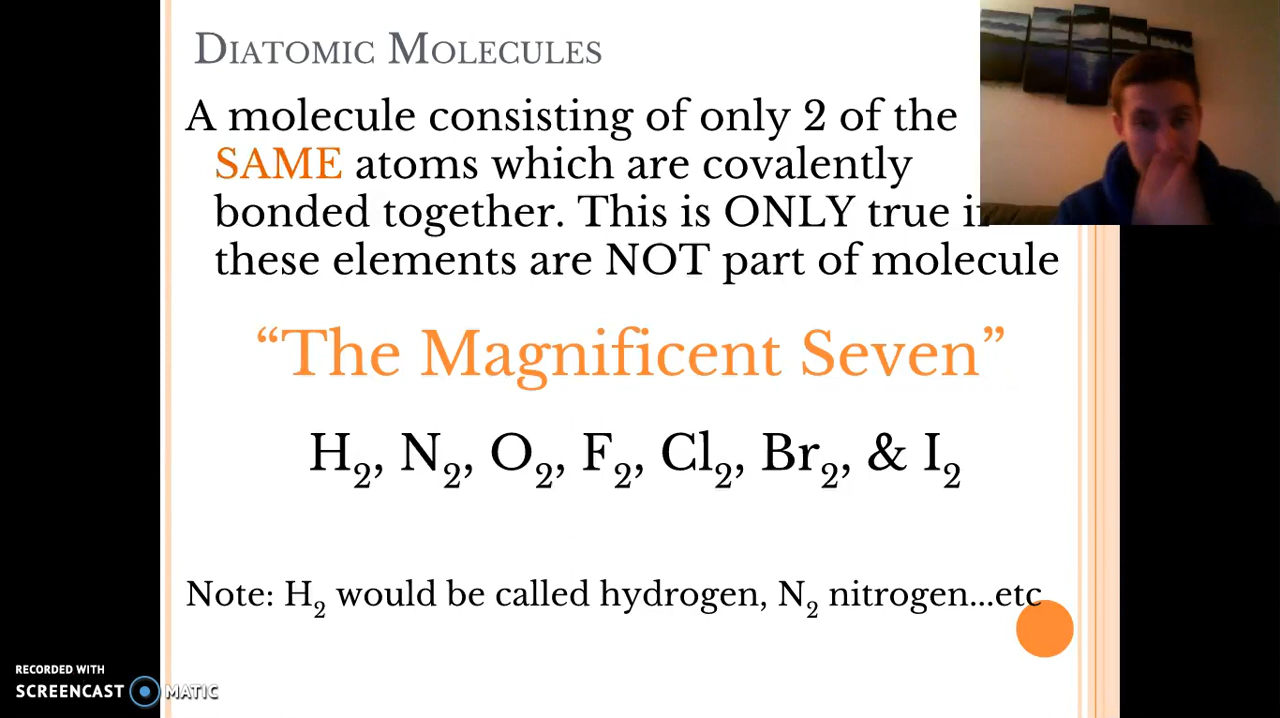 DIATOMIC MOLECULES
A molecule consisting of only 2 of the
SAME atoms which are covalently
bonded together. This is ONLY true
these elements are NOT part of molecule
“The Magnificent Seven”
H₂, N₂, O₂, F₂, Cl₂, Br₂, & I₂
Note: H₂ would be called hydrogen, N₂ nitrogen...etc
RECORDED WITH
SCREENCAST MATIC